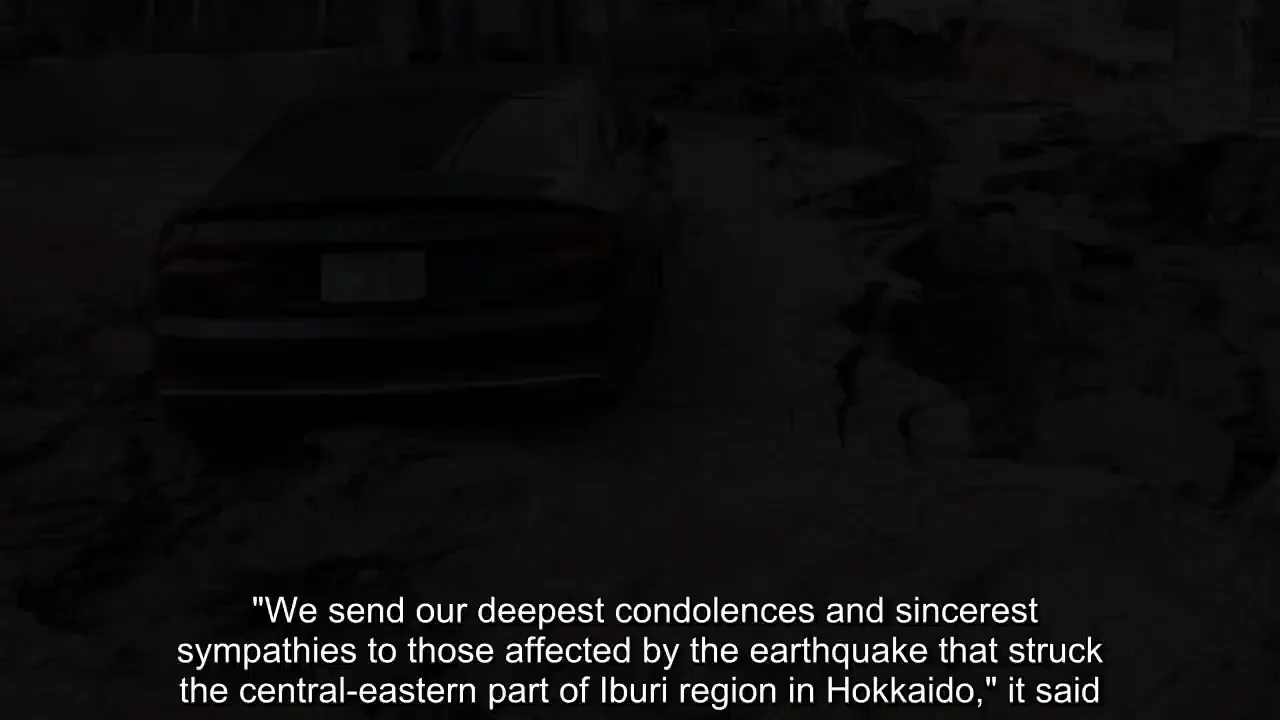 "We send our deepest condolences and sincerest
sympathies to those affected by the earthquake that struck
the central-eastern part of Iburi region in Hokkaido," it said